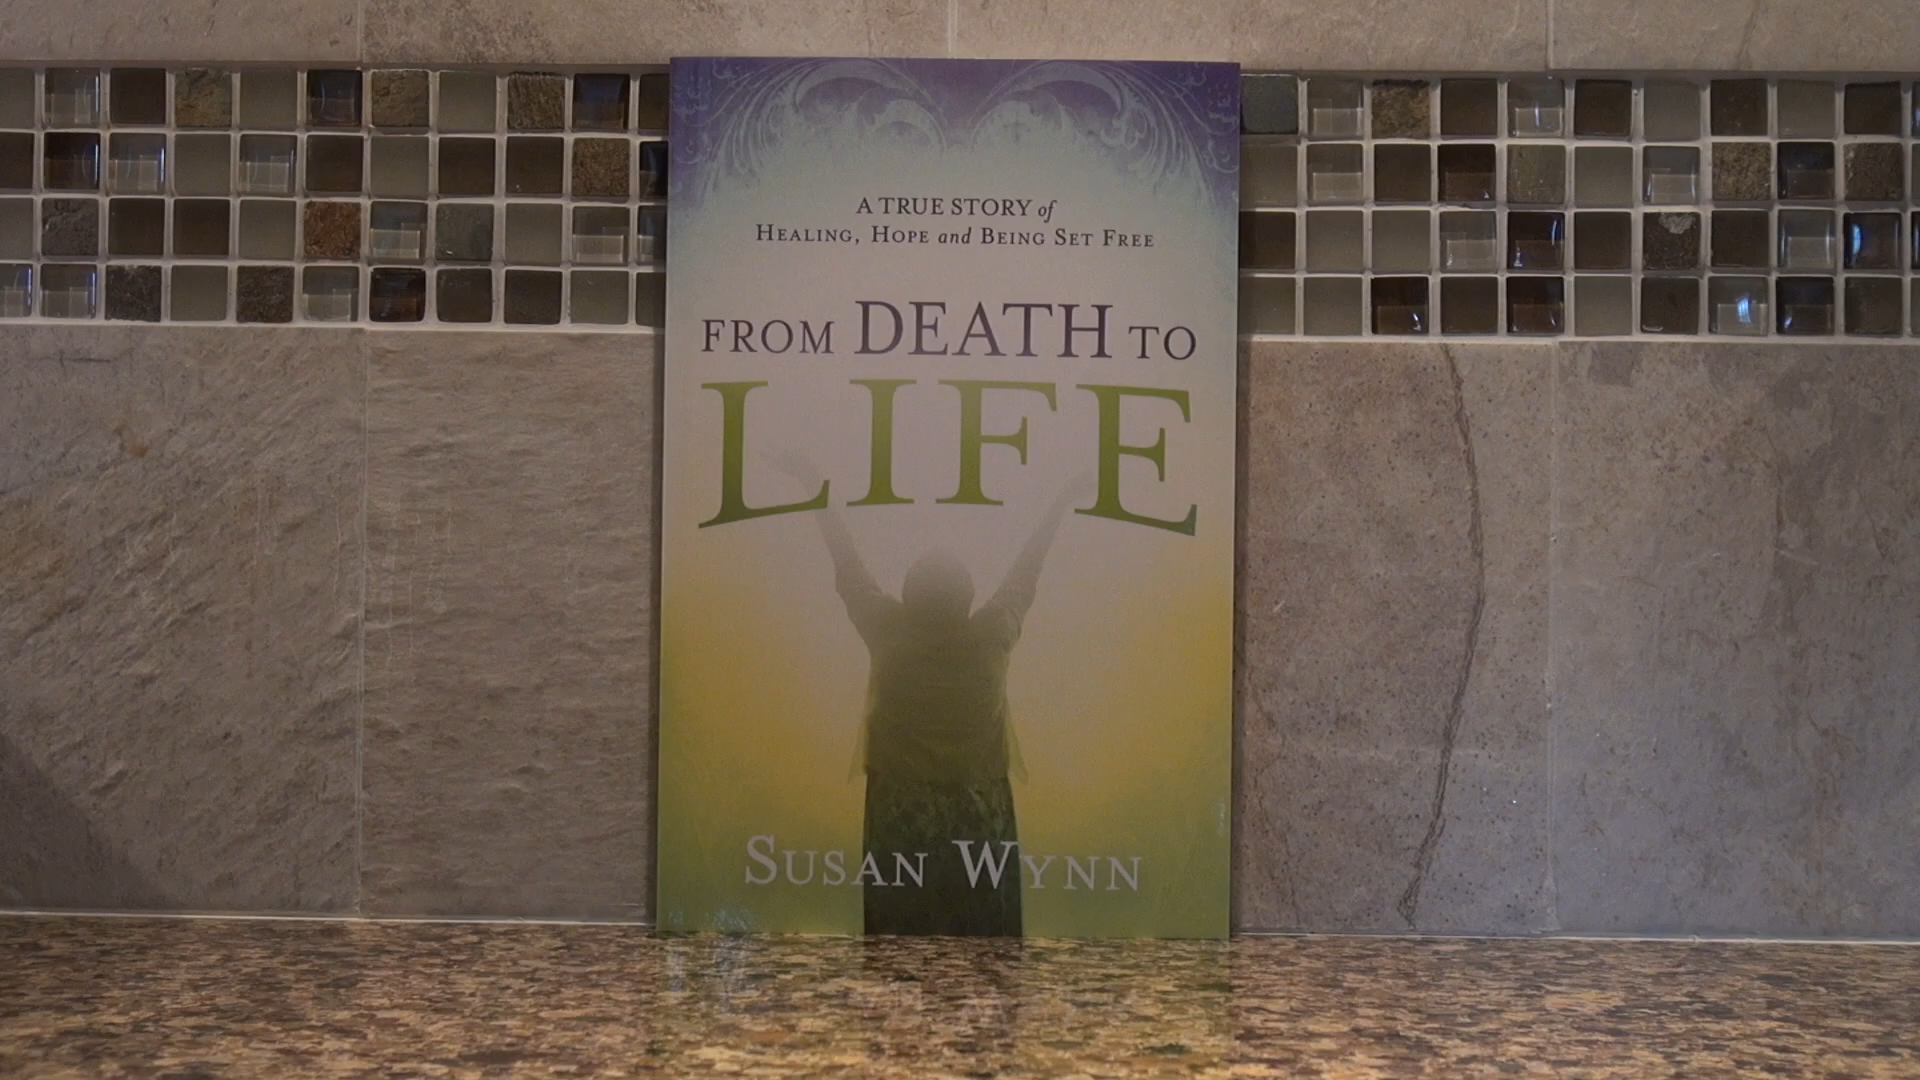 A TRUE STORY of
HEALING, HOPE and BEING SET FREE
FROM DEATH TO
LIFE
SUSAN WYNN